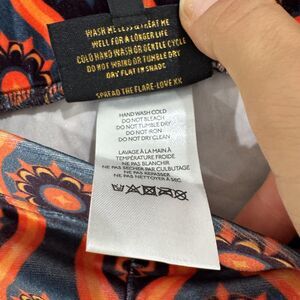 WASH ME LESS & TREAT ME
WELL FOR A LONGER LIFE
COLD HAND WASH OR GENTLE CYCLE
DO NOT WRING OR TUMBLE DRY
DRY FLAT IN SHADE
SPREAD THE FLARE-LOVE XX
HAND WASH COLD
DO NOT BLEACH
DO NOT TUMBLE DRY
DO NOT IRON
DO NOT DRY CLEAN
LAVAGE À LA MAIN À
TEMPÉRATURE FROIDE
NE PAS BLANCHIR
NE PAS SÉCHER PAR CULBUTAGE
NE PAS REPASSER
NE PAS NETTOYER À SEC